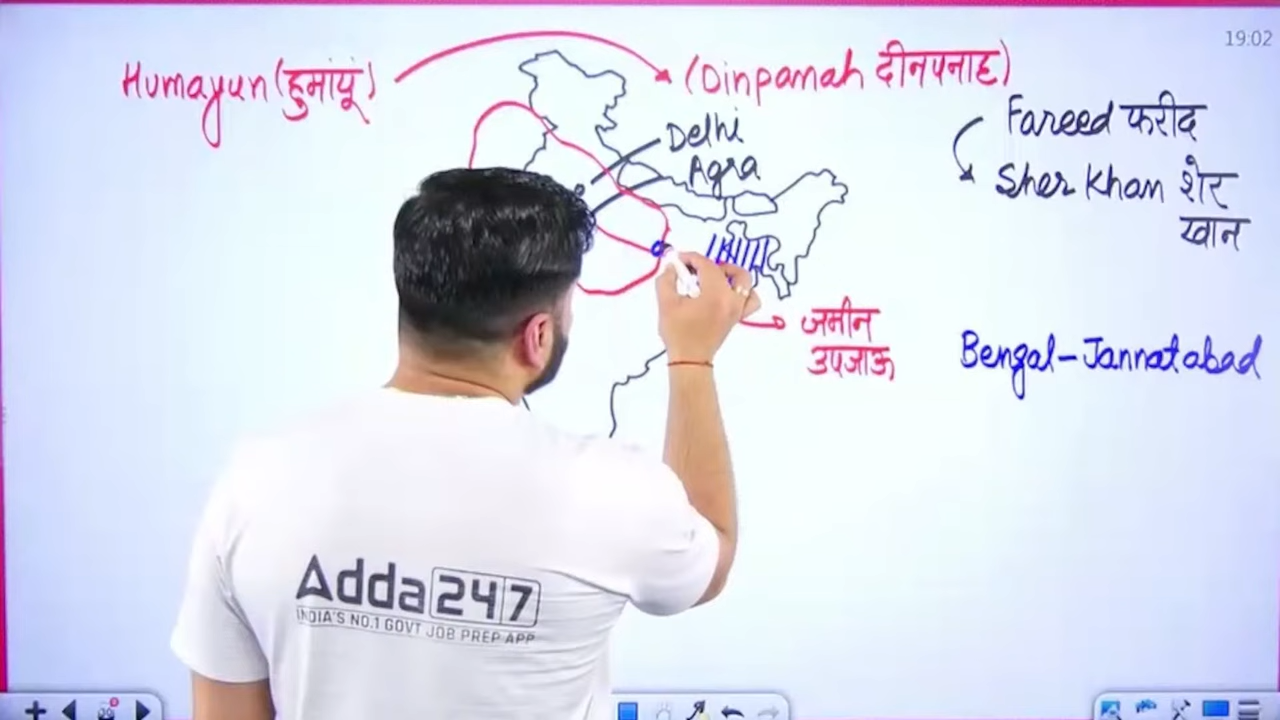 19:02
Humayun (हुमांयूं)
(Dinpanah दीनपनाह)
Fareed फरीद
Delhi
Agra
Sher Khan शेर
खान
जमीन
उपजाऊ
Bengal-Jannatabad
Adda247
INDIA'S NO.1 GOVT JOB PREP APP